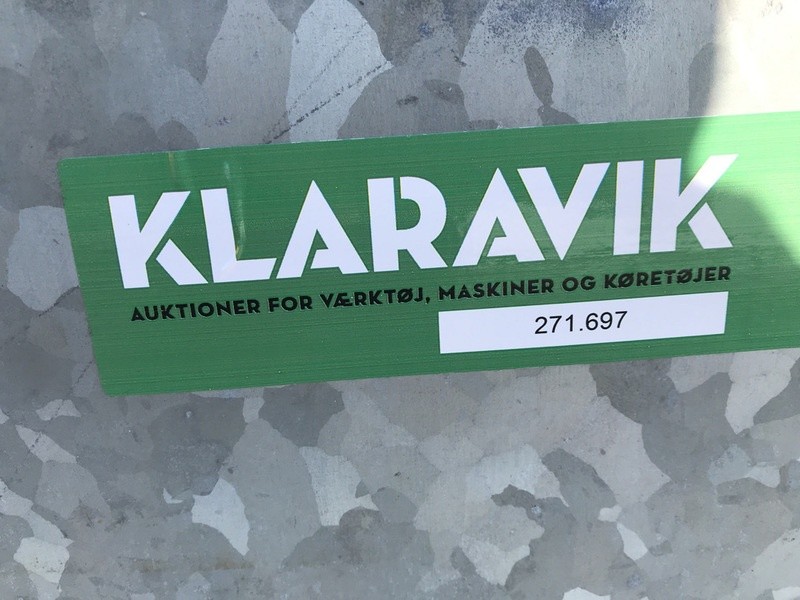 KLARAVIK
AUKTIONER FOR VÆRKTØJ, MASKINER OG KØRETØJER
271.697